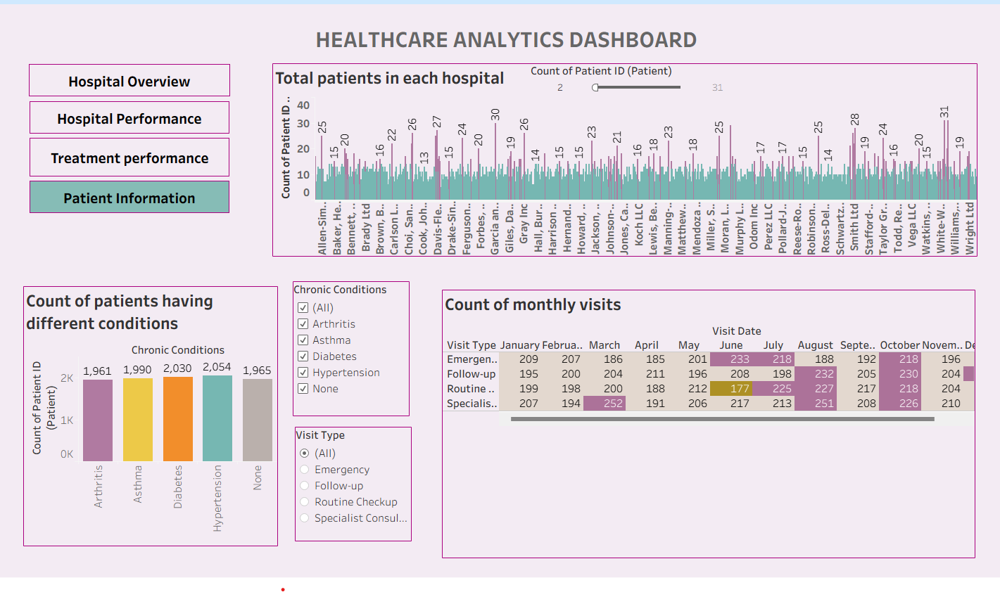 HEALTHCARE ANALYTICS DASHBOARD
Hospital Overview
Hospital Performance
Treatment performance
Patient Information
Total patients in each hospital
Count of Patient ID (Patient)
2
31
Count of Patient ID ..
40
30
20
10
0
25 15 20 16 22 26 13 27 15 24 20 30 19 26 14 15 15 23 21 16 18 23 18 25 17 17 15 25 14 28 19 24 16 20 15 31 19
Allen-Sim..
Baker, He..
Bennett, ..
Brady Ltd
Brown, B..
Carlson L..
Choi, San..
Cook, Joh..
Davis-Fle..
Drake-Sin..
Ferguson..
Forbes, ..
Garcia an..
Giles, Da..
Gray Inc
Hall, Bur..
Harrison ..
Hernand..
Howard, ..
Jackson, ..
Johnson-..
Jones, Ca..
Koch LLC
Lewis, Be..
Manning-..
Matthew..
Mendoza ..
Miller, S..
Moran, L..
Murphy L..
Odom Inc
Perez LLC
Pollard-J..
Reese-Ro..
Robinson..
Ross-Del..
Schwartz..
Smith Ltd
Stafford-..
Taylor Gr..
Todd, Re..
Vega LLC
Watkins, ..
White-W..
Williams,..
Wright Ltd
Count of patients having
different conditions
Chronic Conditions
Count of Patient ID
(Patient)
2K
1K
0K
1,961 1,990 2,030 2,054 1,965
Arthritis
Asthma
Diabetes
Hypertension
None
Chronic Conditions
(All)
Arthritis
Asthma
Diabetes
Hypertension
None
Visit Type
(All)
Emergency
Follow-up
Routine Checkup
Specialist Consul...
Count of monthly visits
Visit Date
Visit Type January Februa.. March April May June July August Septe.. October Novem.. De
Emergen.. 209 207 186 185 201 233 218 188 192 218 196
Follow-up 195 200 204 211 196 208 198 232 205 230 204
Routine .. 199 198 200 188 212 177 225 227 217 218 204
Specialis.. 207 194 252 191 206 217 213 251 208 226 210